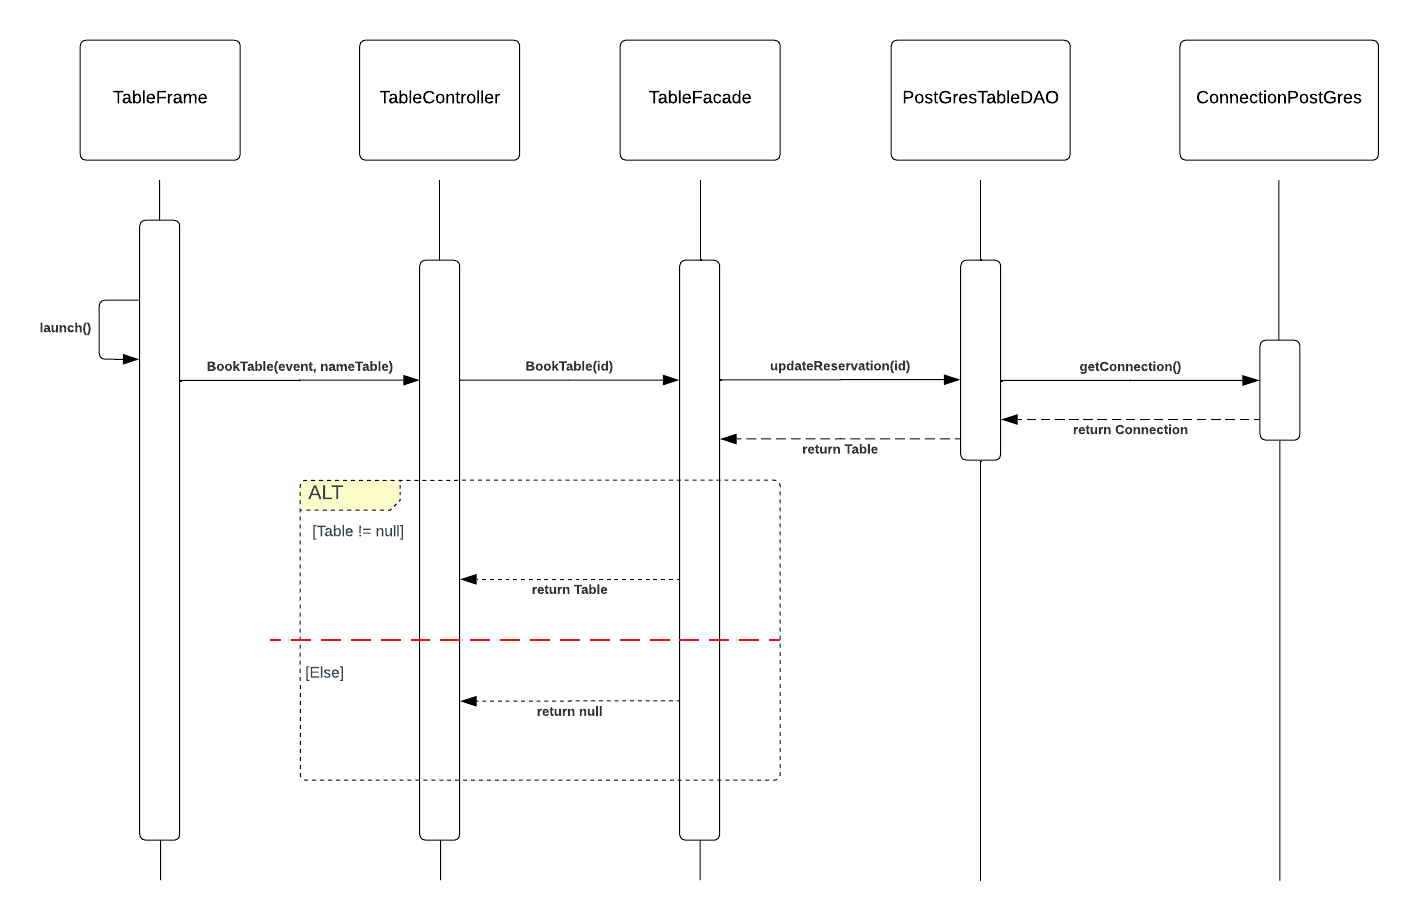 TableFrame
TableController
TableFacade
PostGresTableDAO
ConnectionPostGres
launch()
BookTable(event, nameTable)
BookTable(id)
updateReservation(id)
getConnection()
return Connection
return Table
ALT
[Table != null]
return Table
[Else]
return null